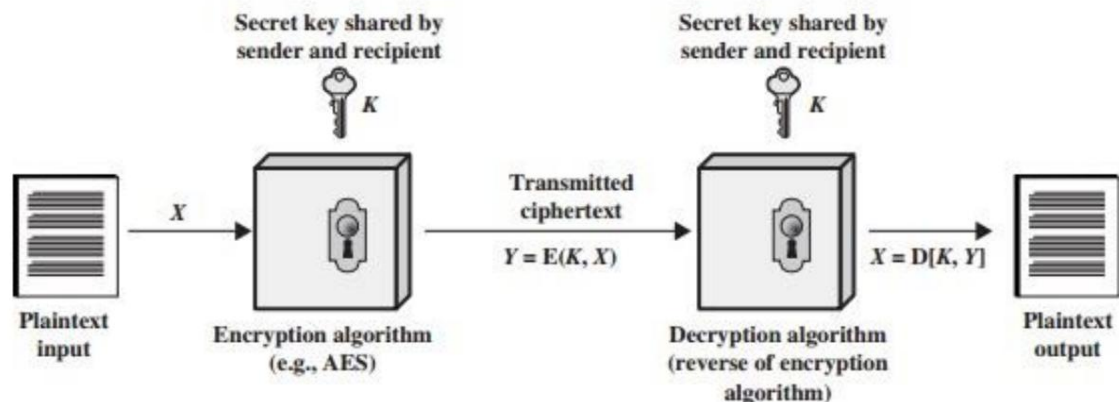 Secret key shared by
sender and recipient
K
Secret key shared by
sender and recipient
K
X
Transmitted
ciphertext
Y = E(K, X)
X = D[K, Y]
Plaintext
input
Encryption algorithm
(e.g., AES)
Decryption algorithm
(reverse of encryption
algorithm)
Plaintext
output